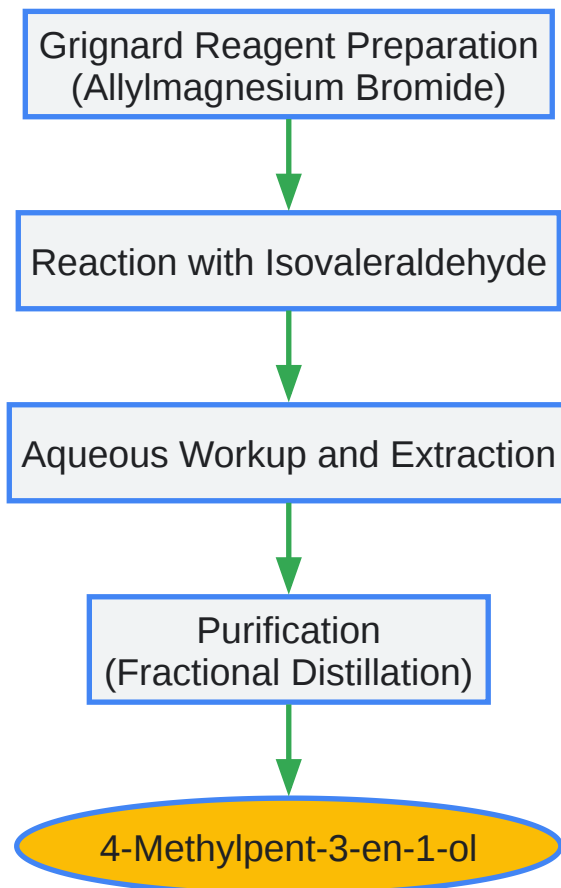 Grignard Reagent Preparation
(Allylmagnesium Bromide)
Reaction with Isovaleraldehyde
Aqueous Workup and Extraction
Purification
(Fractional Distillation)
4-Methylpent-3-en-1-ol